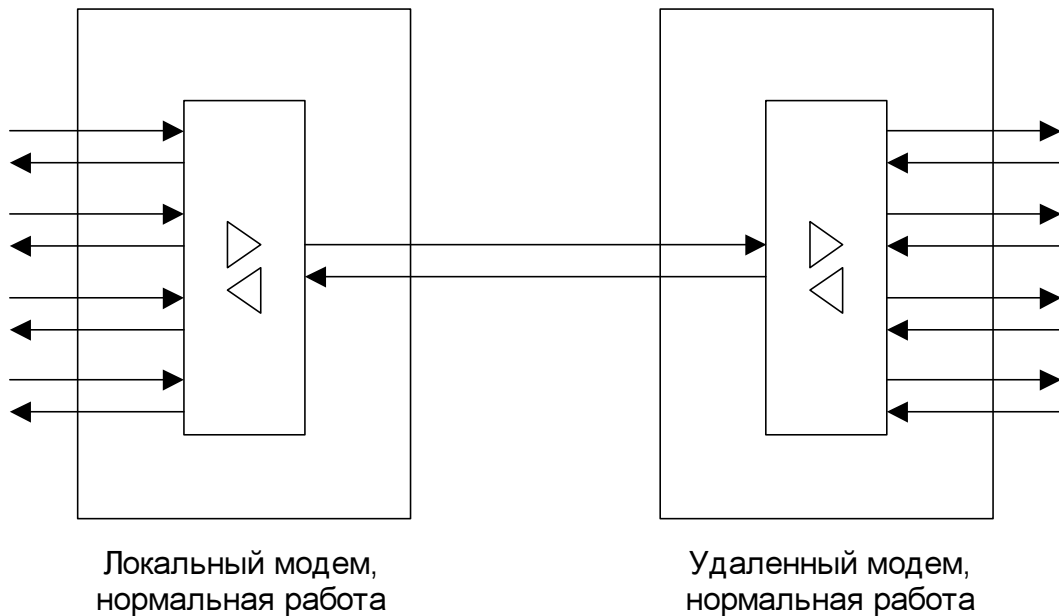 Локальный модем,
нормальная работа
Удаленный модем,
нормальная работа